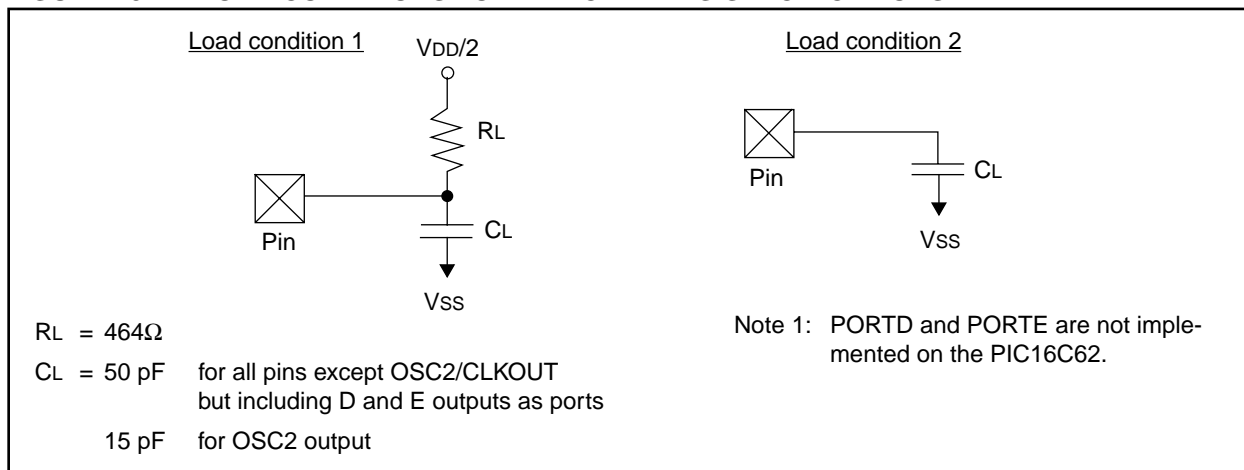 Load condition 1
VDD/2
RL
Pin
CL
VSS
RL = 464Ω
CL = 50 pF for all pins except OSC2/CLKOUT
but including D and E outputs as ports
15 pF for OSC2 output
Load condition 2
Pin
CL
VSS
Note 1: PORTD and PORTE are not imple-
mented on the PIC16C62.